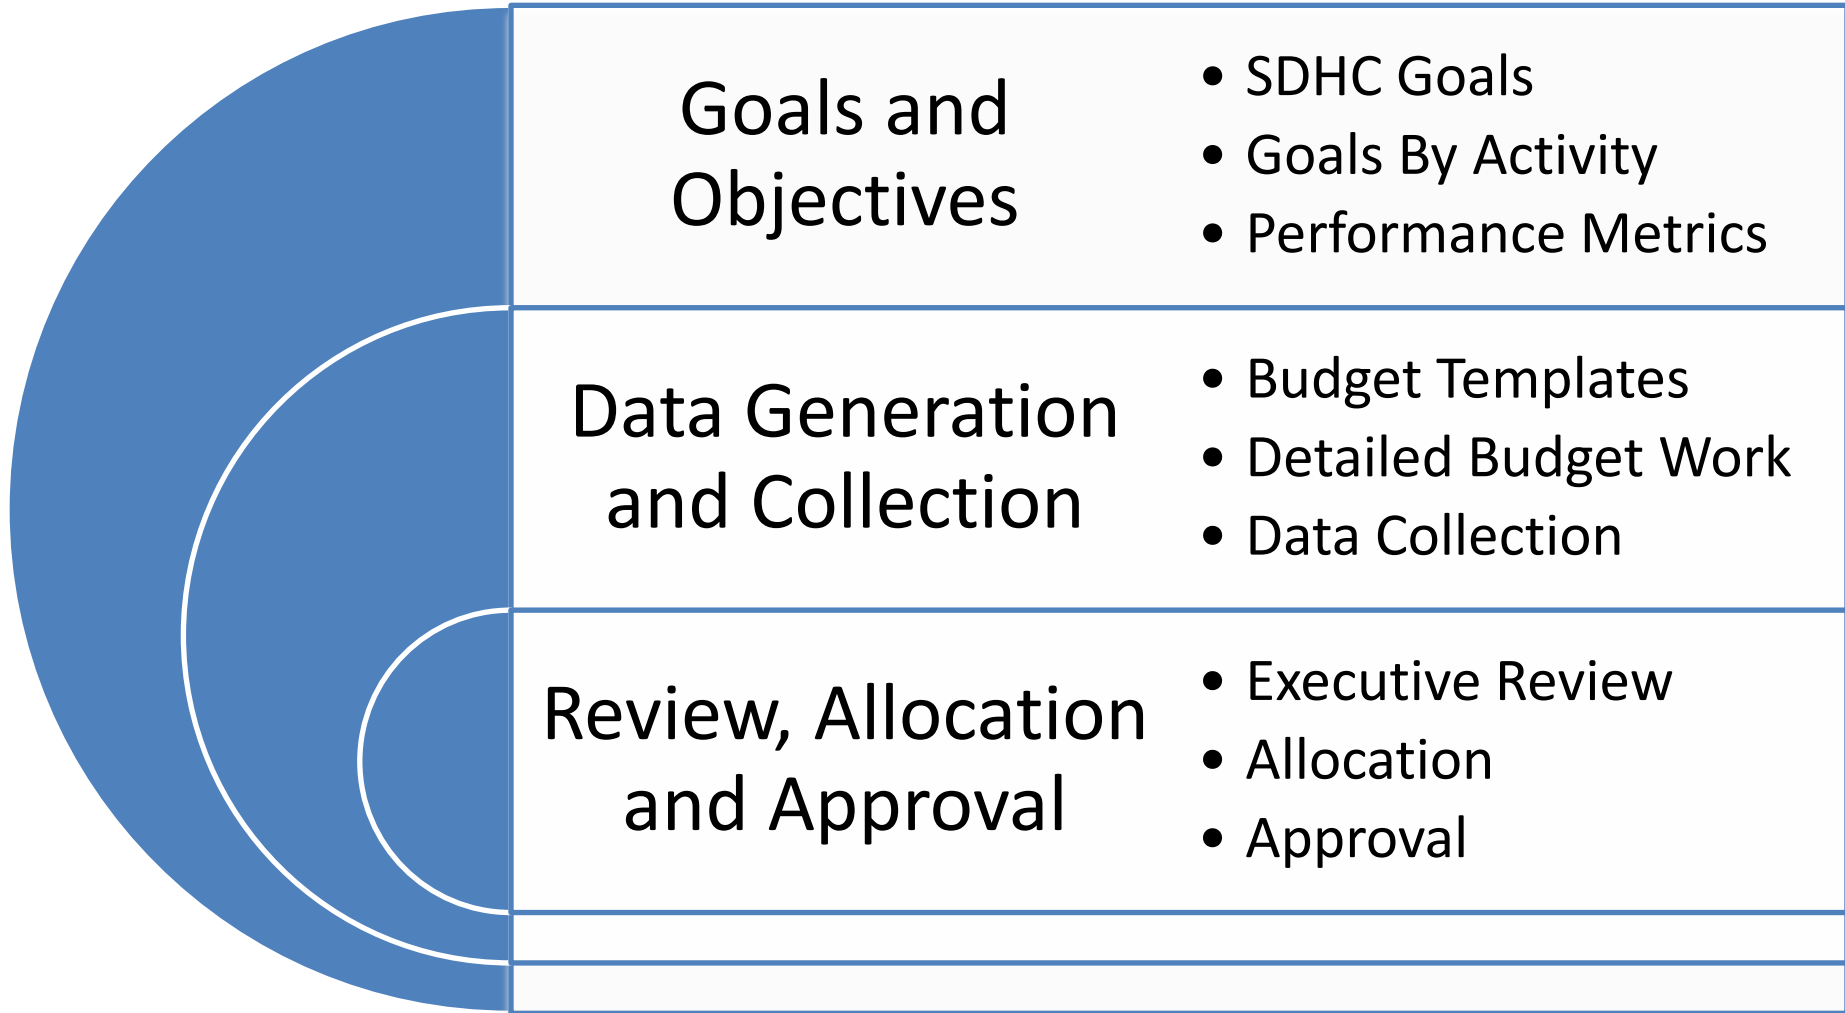 Goals and
Objectives
• SDHC Goals
• Goals By Activity
• Performance Metrics
Data Generation
and Collection
• Budget Templates
• Detailed Budget Work
• Data Collection
Review, Allocation
and Approval
• Executive Review
• Allocation
• Approval